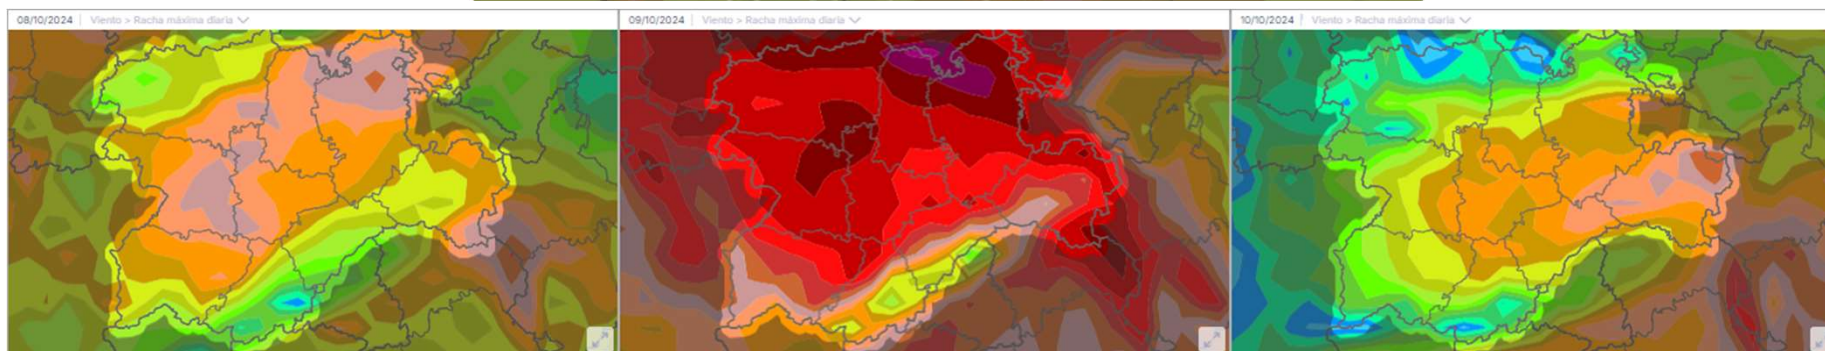 08/10/2024 Viento > Racha máxima diaria
09/10/2024 Viento > Racha máxima diaria
10/10/2024 Viento > Racha máxima diaria